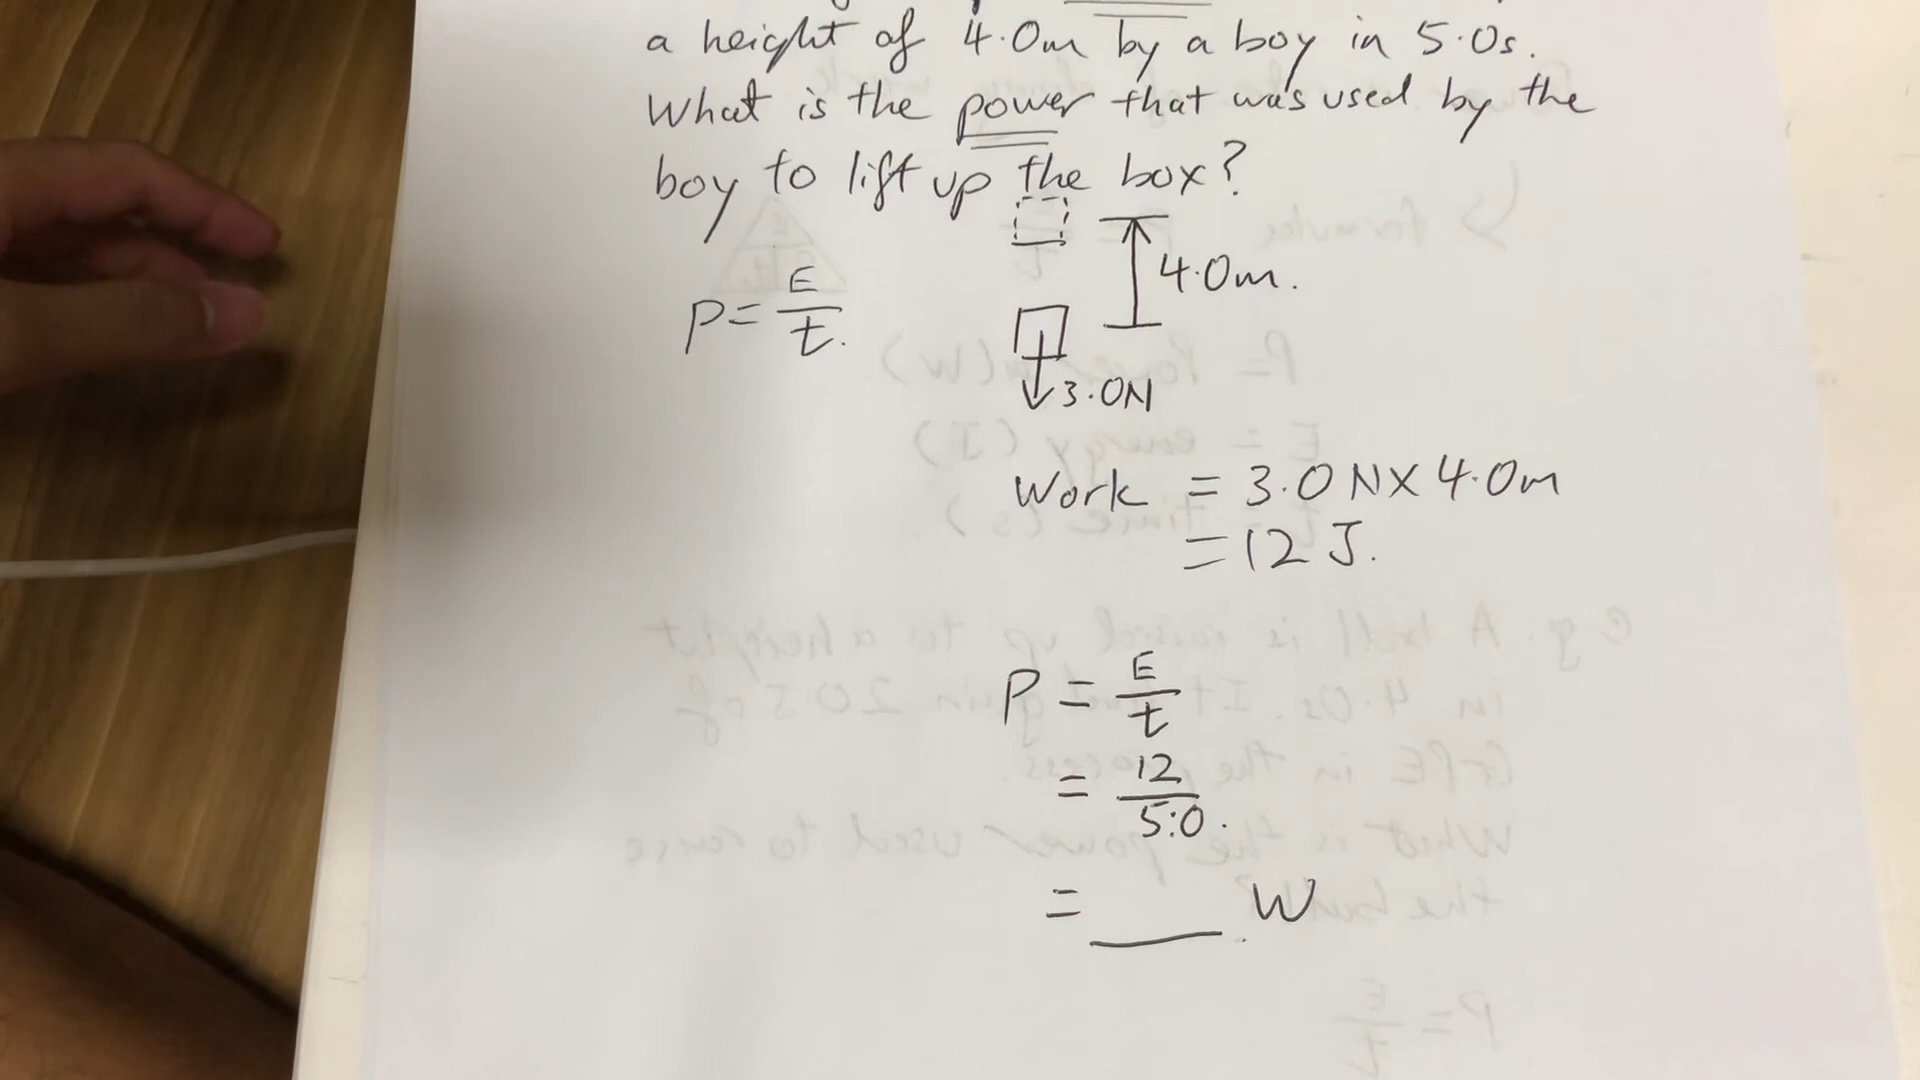 a height of 4.0m by a boy in 5.0s.
What is the power that was used by the
boy to lift up the box?
P = E/t.
4.0m.
3.0N
Work = 3.0N X 4.0m
= 12 J.
P = E/t
= 12/5.0.
= ____. W